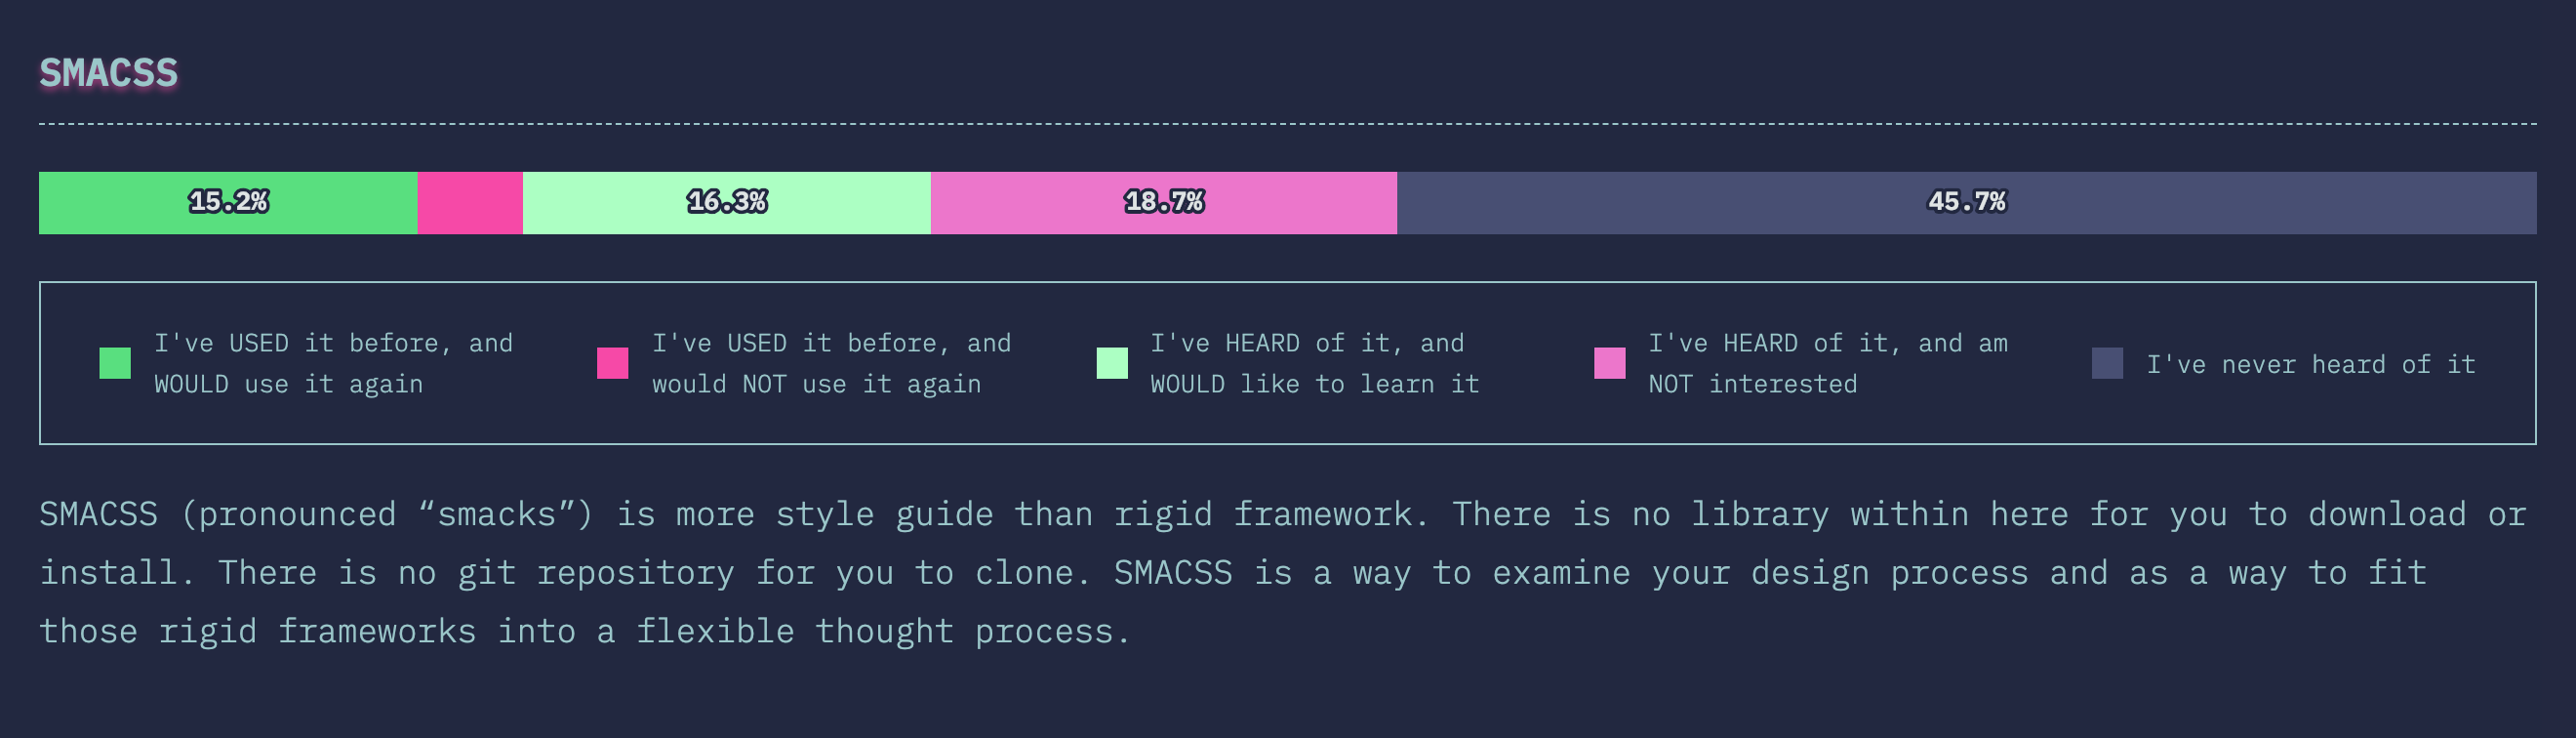 SMACSS
15.2% 16.3% 18.7% 45.7%
I've USED it before, and
WOULD use it again
I've USED it before, and
would NOT use it again
I've HEARD of it, and
WOULD like to learn it
I've HEARD of it, and am
NOT interested
I've never heard of it
SMACSS (pronounced “smacks”) is more style guide than rigid framework. There is no library within here for you to download or
install. There is no git repository for you to clone. SMACSS is a way to examine your design process and as a way to fit
those rigid frameworks into a flexible thought process.